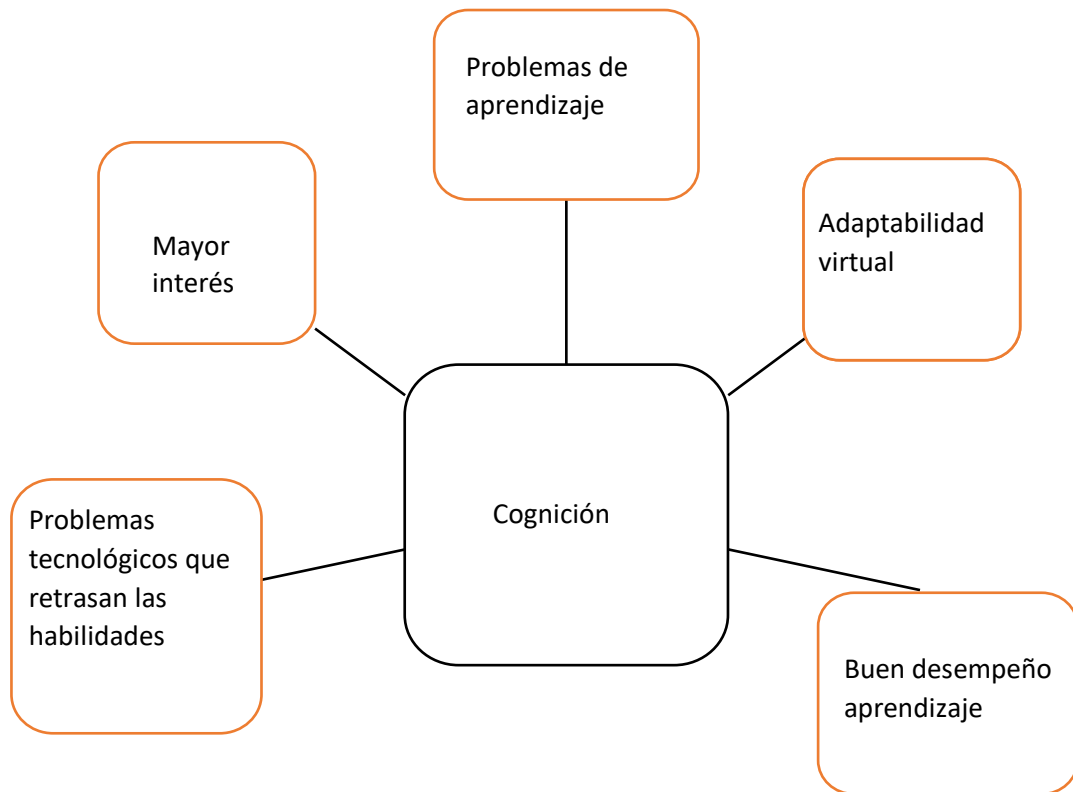 Problemas de
aprendizaje
Mayor
interés
Adaptabilidad
virtual
Cognición
Problemas
tecnológicos que
retrasan las
habilidades
Buen desempeño
aprendizaje